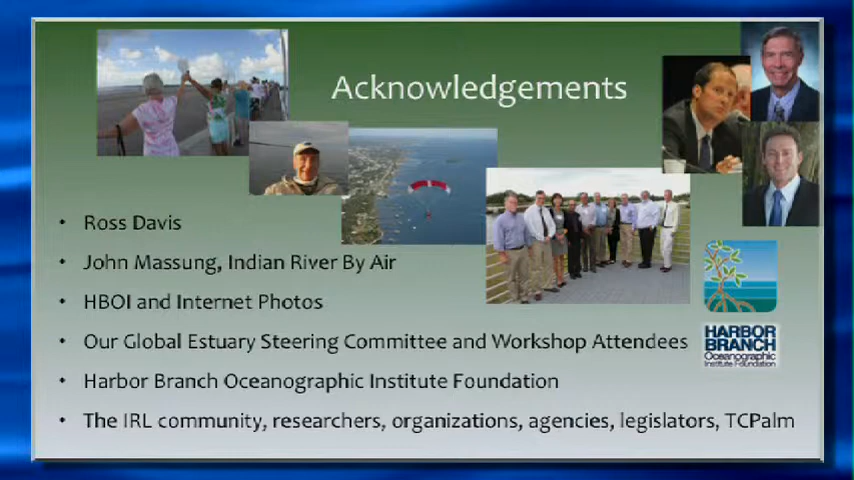 Acknowledgements
• Ross Davis
• John Massung, Indian River By Air
• HBOI and Internet Photos
• Our Global Estuary Steering Committee and Workshop Attendees
• Harbor Branch Oceanographic Institute Foundation
• The IRL community, researchers, organizations, agencies, legislators, TCPalm
HARBOR
BRANCH
Oceanographic
Institute Foundation